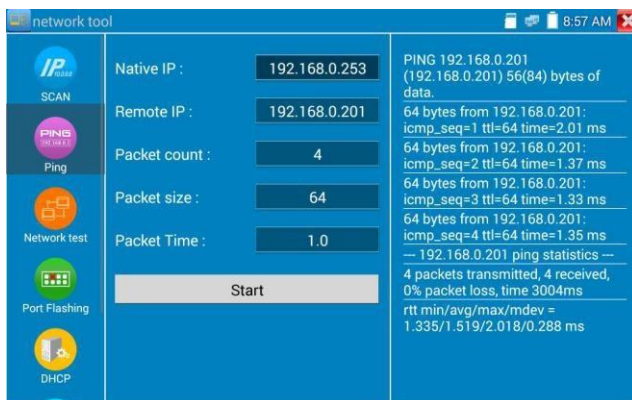 network tool
8:57 AM
IP
SCAN
PING
Ping
Network test
Port Flashing
DHCP
Native IP :
192.168.0.253
Remote IP :
192.168.0.201
Packet count :
4
Packet size :
64
Packet Time :
1.0
Start
PING 192.168.0.201
(192.168.0.201) 56(84) bytes of
data.
64 bytes from 192.168.0.201:
icmp_seq=1 ttl=64 time=2.01 ms
64 bytes from 192.168.0.201:
icmp_seq=2 ttl=64 time=1.37 ms
64 bytes from 192.168.0.201:
icmp_seq=3 ttl=64 time=1.33 ms
64 bytes from 192.168.0.201:
icmp_seq=4 ttl=64 time=1.35 ms
--- 192.168.0.201 ping statistics ---
4 packets transmitted, 4 received,
0% packet loss, time 3004ms
rtt min/avg/max/mdev =
1.335/1.519/2.018/0.288 ms